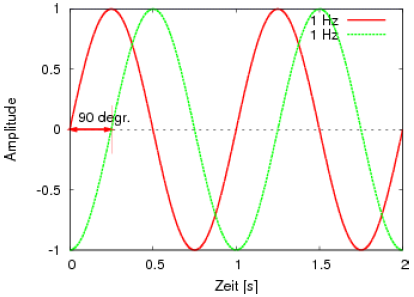 1
1 Hz
1 Hz
0.5
90 degr.
0
-0.5
-1
0
0.5
1
1.5
2
Amplitude
Zeit [s]